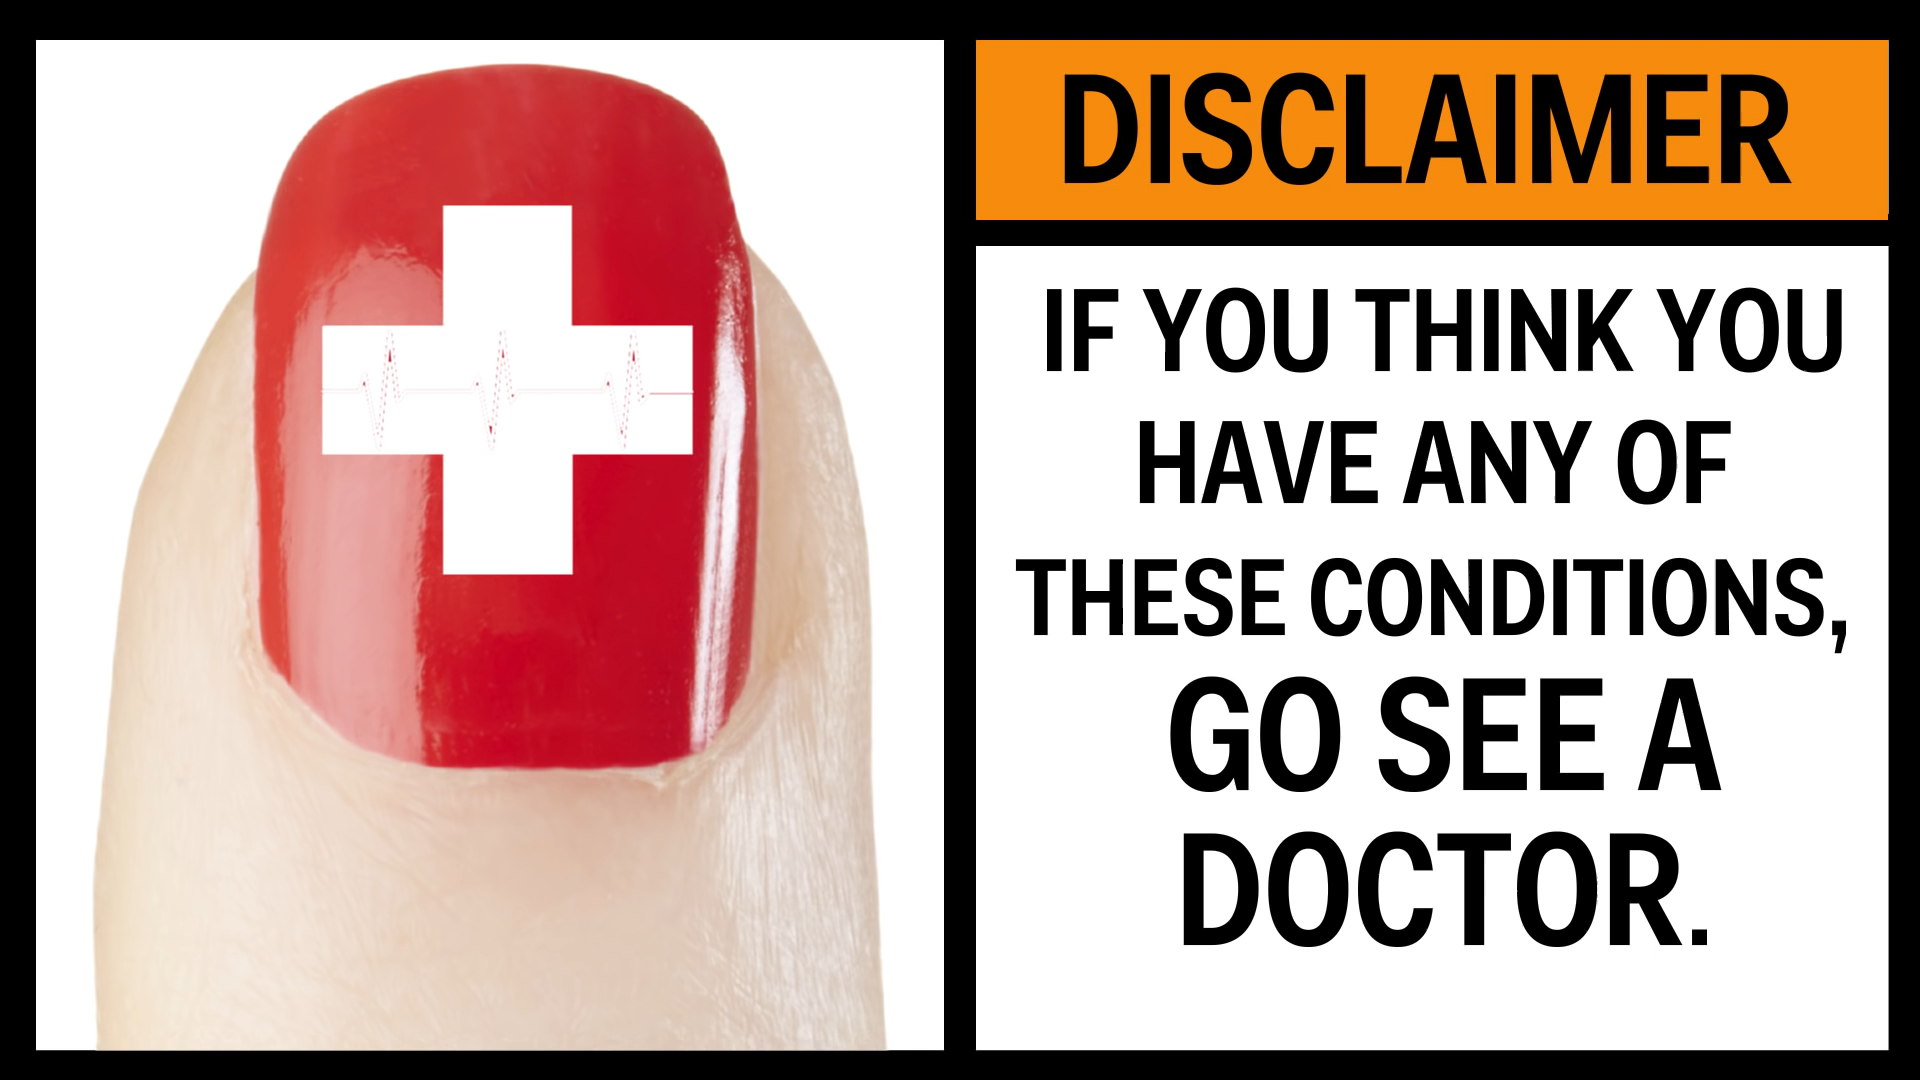 DISCLAIMER
IF YOU THINK YOU
HAVE ANY OF
THESE CONDITIONS,
GO SEE A
DOCTOR.